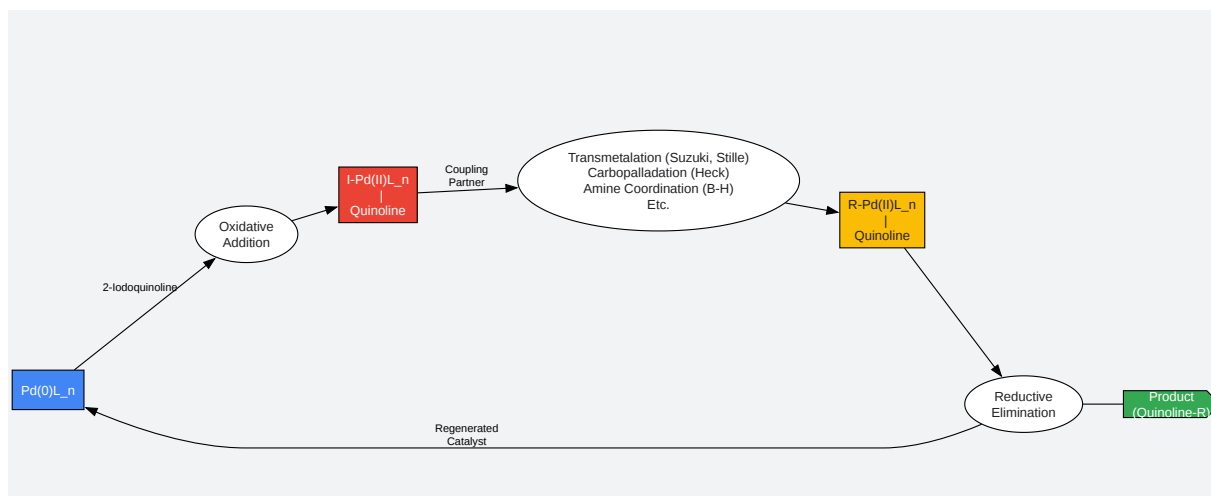 Transmetalation (Suzuki, Stille)
Carbopalladation (Heck)
Amine Coordination (B-H)
Etc.
Coupling
Partner
I-Pd(II)L_n
|
Quinoline
R-Pd(II)L_n
|
Quinoline
Oxidative
Addition
2-Iodoquinoline
Pd(0)L_n
Reductive
Elimination
Product
(Quinoline-R)
Regenerated
Catalyst